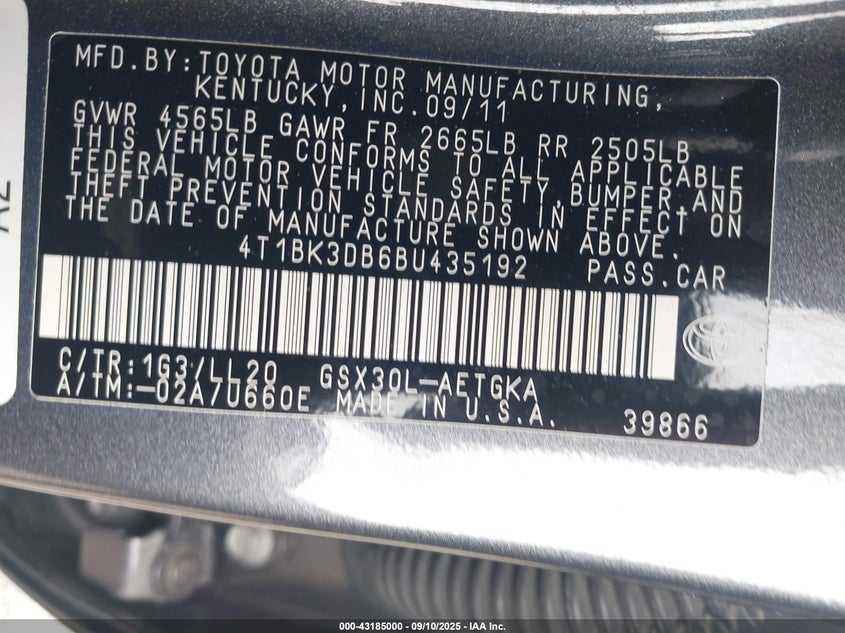 MFD.BY:TOYOTA MOTOR MANUFACTURING,
KENTUCKY, INC.09/11
GVWR 4565LB GAWR FR 2665LB RR 2505LB
THIS VEHICLE CONFORMS TO ALL APPLICABLE
FEDERAL MOTOR VEHICLE SAFETY,BUMPER,AND
THEFT PREVENTION STANDARDS IN EFFECT ON
THE DATE OF MANUFACTURE SHOWN ABOVE.
4T1BK3DB6BU435192 PASS.CAR
C/TR:1G3/LL20 GSX30L-AETGKA
A/TM:-02A/U660E MADE IN U.S.A. 39866
000-43185000 - 09/10/2025 - IAA Inc.